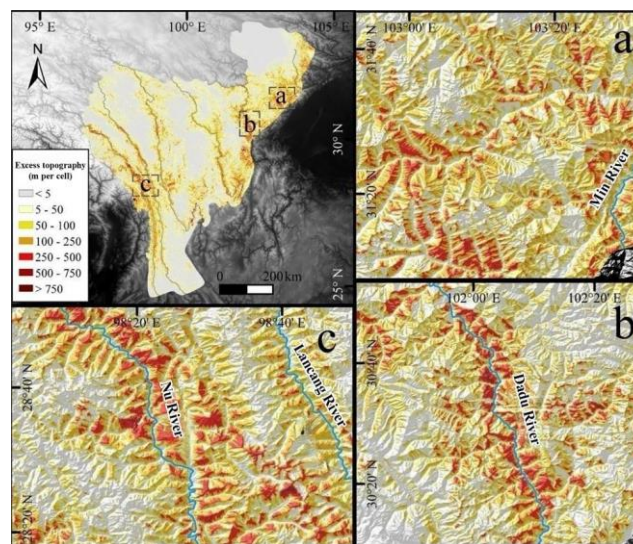 95° E
100° E
105° E
N
a
b
c
30° N
25° N
Excess topography
(m per cell)
< 5
5 - 50
50 - 100
100 - 250
250 - 500
500 - 750
> 750
0
200
km
103°00' E
103°20' E
31°40' N
31°20' N
a
Min River
98°20' E
98°40' E
28°40' N
28°20' N
c
Nu River
Lancang River
102°00' E
102°20' E
30°40' N
30°20' N
b
Dadu River